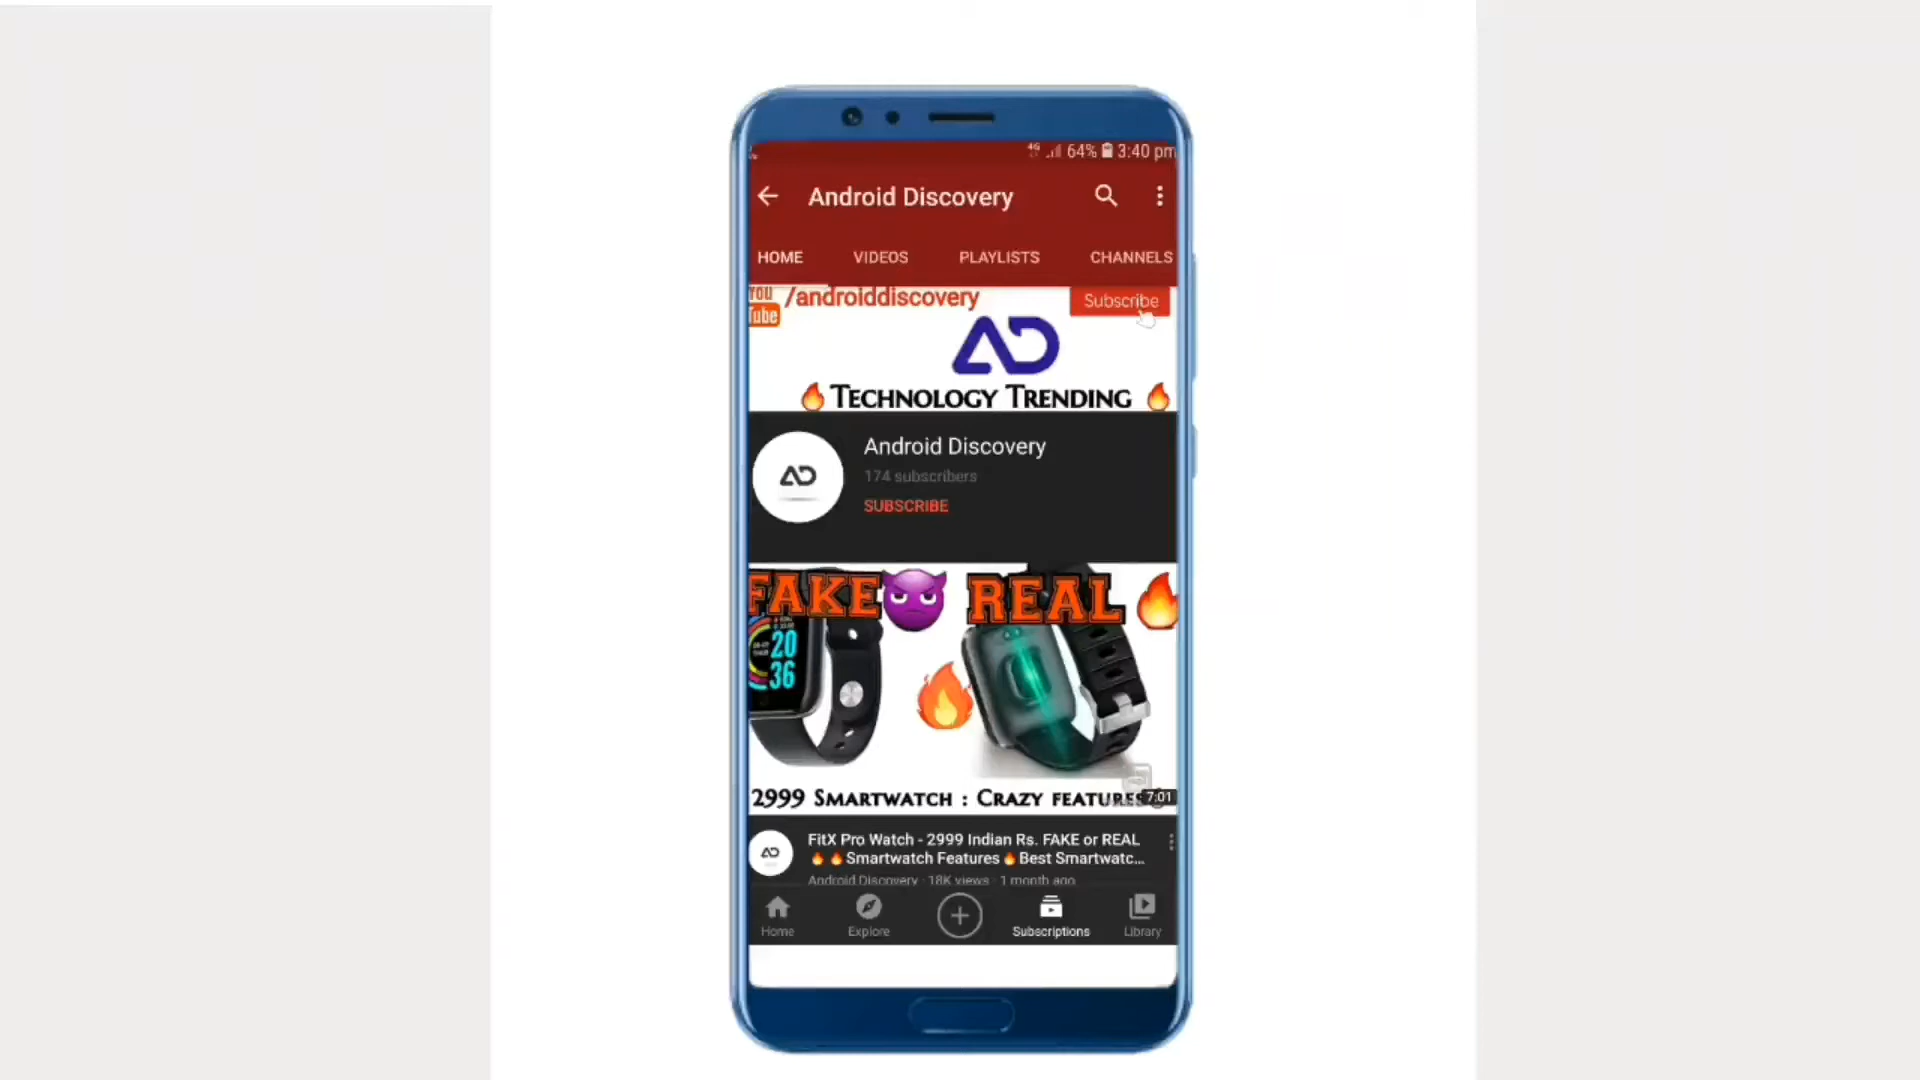 4G 64% 3:40 pm
Android Discovery
HOME VIDEOS PLAYLISTS CHANNELS
You Tube /androiddiscovery Subscribe
AD
🔥 TECHNOLOGY TRENDING 🔥
Android Discovery
174 subscribers
SUBSCRIBE
AD
FAKE😈 REAL🔥
20
36
2999 SMARTWATCH : CRAZY FEATURES 7:01
FitX Pro Watch - 2999 Indian Rs. FAKE or REAL
🔥🔥Smartwatch Features🔥Best Smartwatc...
AD
Android Discovery · 18K views · 1 month ago
Home Explore Subscriptions Library